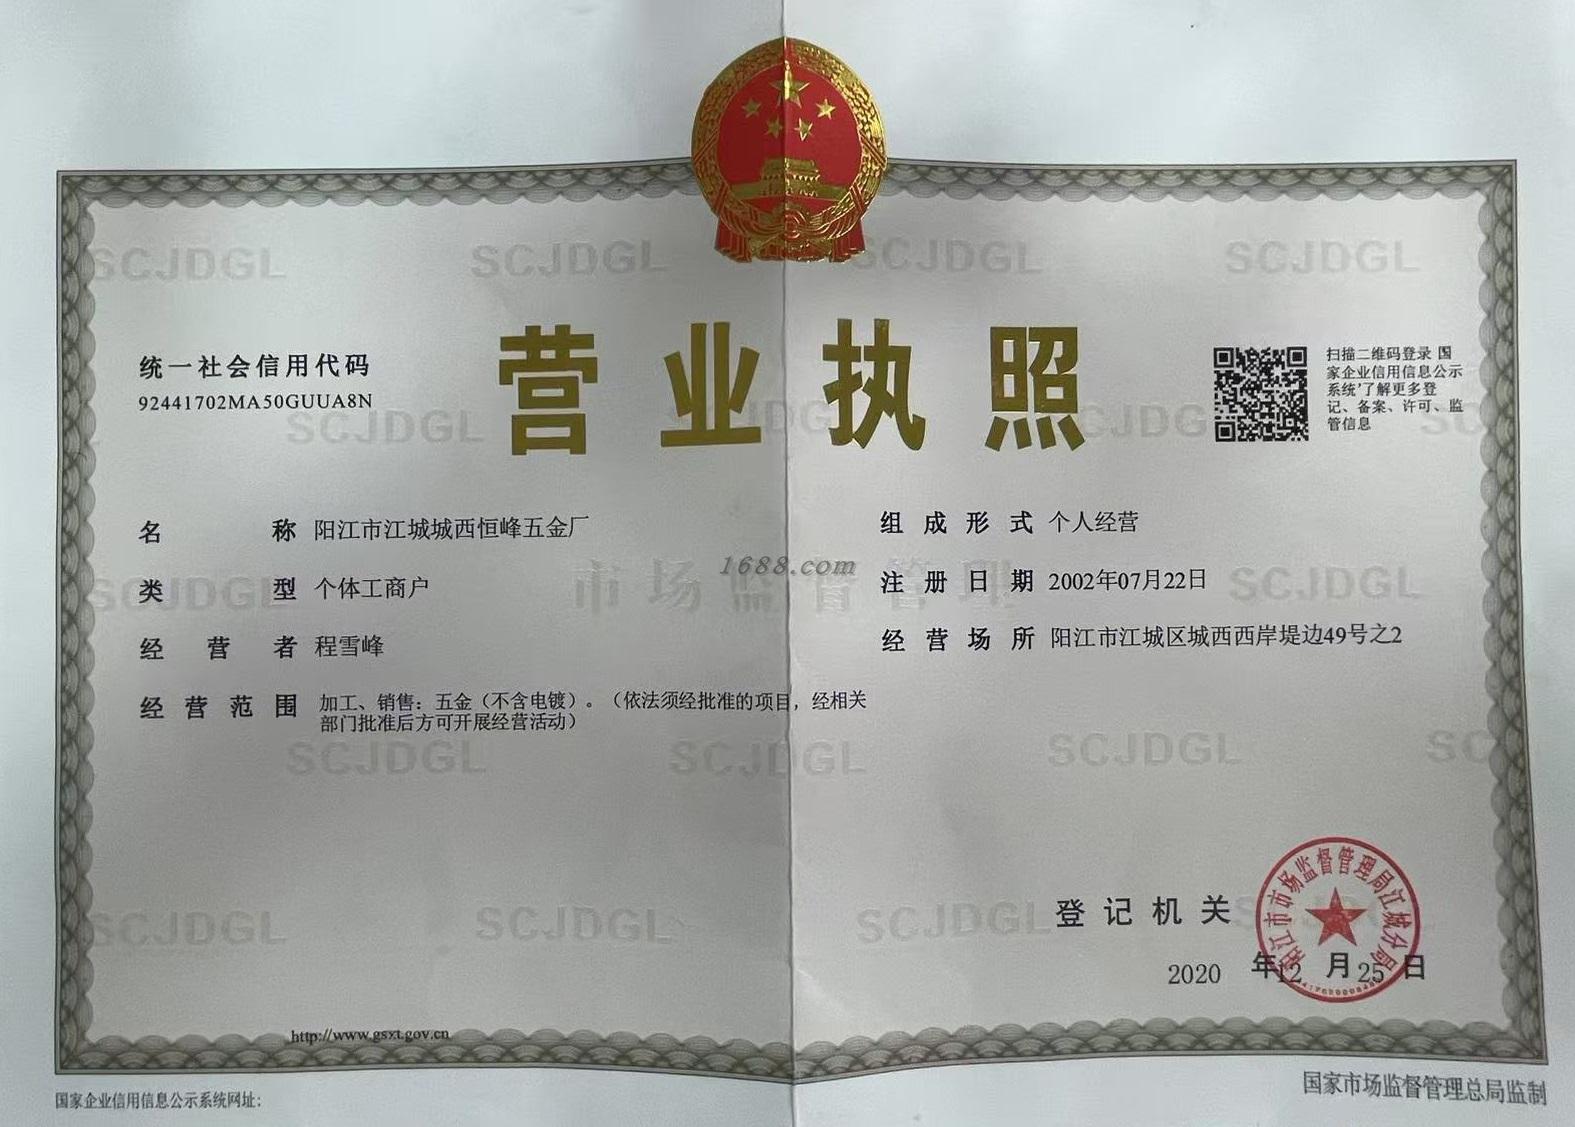 营业执照
统一社会信用代码
92441702MA50GUUA8N
扫描二维码登录 国
家企业信用信息公示
系统'了解更多登
记、备案、许可、监
管信息
名称 阳江市江城城西恒峰五金厂
类型 个体工商户
经营者 程雪峰
经营范围 加工、销售：五金（不含电镀）。（依法须经批准的项目，经相关
部门批准后方可开展经营活动）
组成形式 个人经营
注册日期 2002年07月22日
经营场所 阳江市江城区城西西岸堤边49号之2
市场监督管理
1688.com
SCJDGL
SCJDGL
SCJDGL
SCJDGL
SCJDGL
SCJDGL
SCJDGL
SCJDGL
SCJDGL
SCJDGL
SCJDGL
SCJDGL
SCJDGL
登记机关
阳江市市场监督管理局江城分局
2020 年12 月25日
http://www.gsxt.gov.cn
国家企业信用信息公示系统网址：
国家市场监督管理总局监制